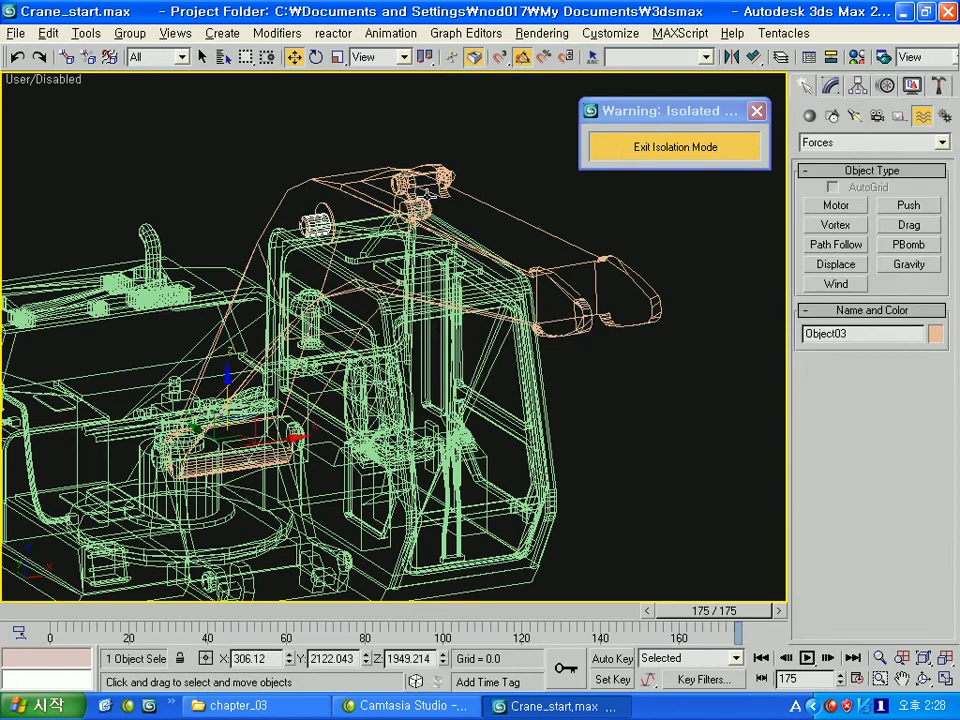 Crane_start.max - Project Folder: C:₩Documents and Settings₩nod017₩My Documents₩3dsmax - Autodesk 3ds Max 2...
File Edit Tools Group Views Create Modifiers reactor Animation Graph Editors Rendering Customize MAXScript Help Tentacles
All View View
User/Disabled
Warning: Isolated ...
Exit Isolation Mode
Forces
- Object Type
AutoGrid
Motor Push
Vortex Drag
Path Follow PBomb
Displace Gravity
Wind
- Name and Color
Object03
175 / 175
0 20 40 60 80 100 120 140 160
1 Object Sele X: 306.12 Y: 2122.043 Z: 1949.214 Grid = 0.0 Auto Key Selected
Click and drag to select and move objects Add Time Tag Set Key Key Filters... 175
시작 chapter_03 Camtasia Studio -... Crane_start.max ... A 오후 2:28